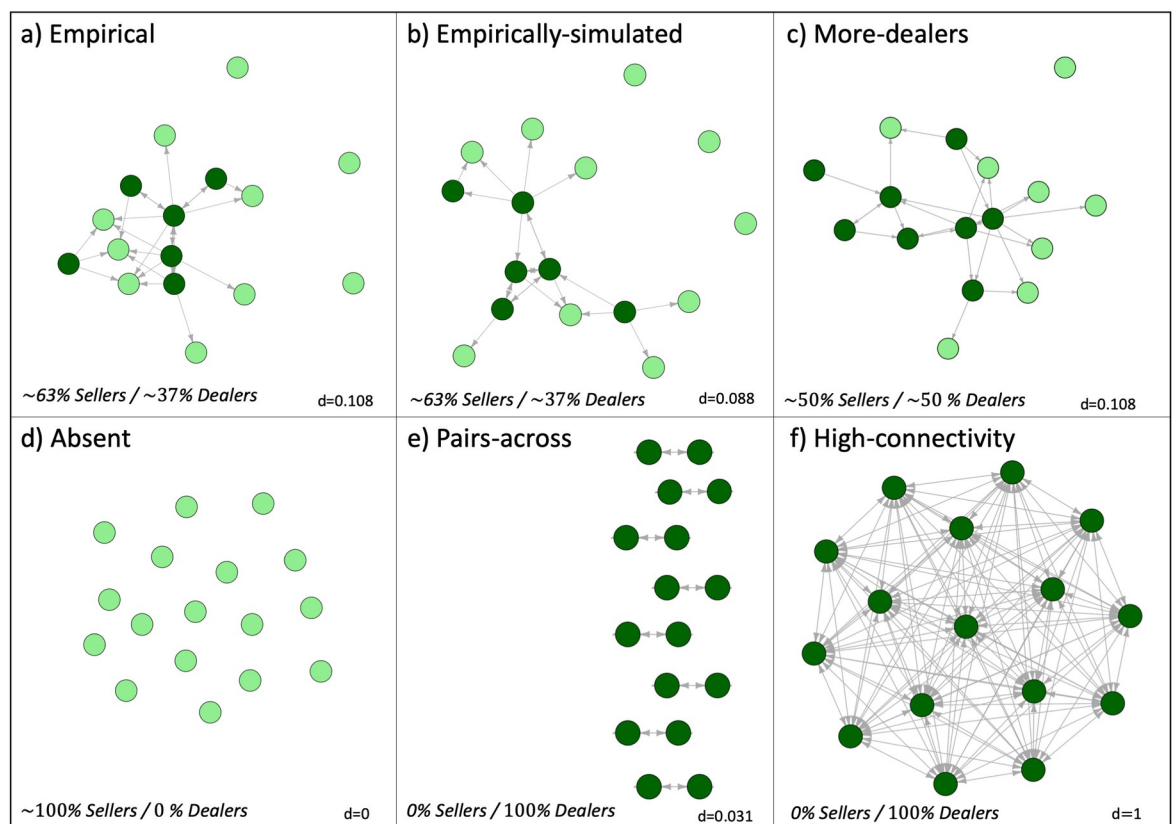 a) Empirical
~63% Sellers / ~37% Dealers
d=0.108
b) Empirically-simulated
~63% Sellers / ~37% Dealers
d=0.088
c) More-dealers
~50% Sellers / ~50 % Dealers
d=0.108
d) Absent
~100% Sellers / 0 % Dealers
d=0
e) Pairs-across
0% Sellers / 100% Dealers
d=0.031
f) High-connectivity
0% Sellers / 100% Dealers
d=1